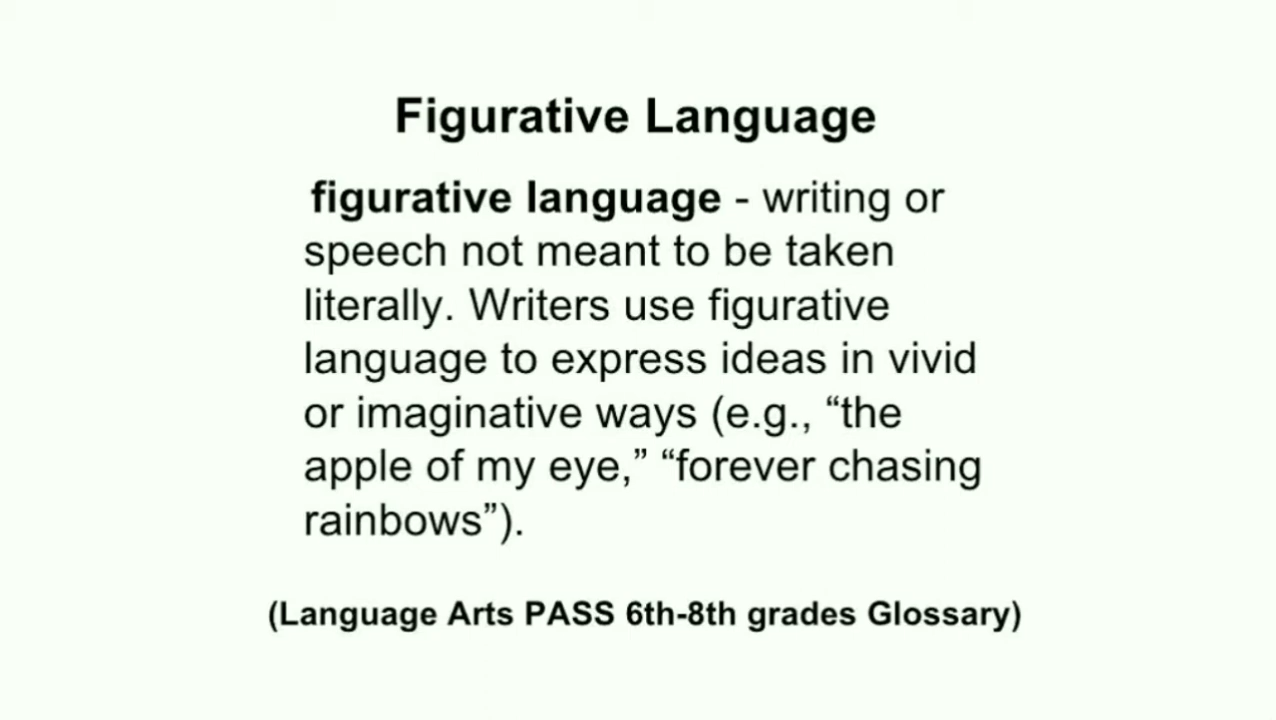 Figurative Language
figurative language - writing or
speech not meant to be taken
literally. Writers use figurative
language to express ideas in vivid
or imaginative ways (e.g., “the
apple of my eye,” “forever chasing
rainbows”).
(Language Arts PASS 6th-8th grades Glossary)